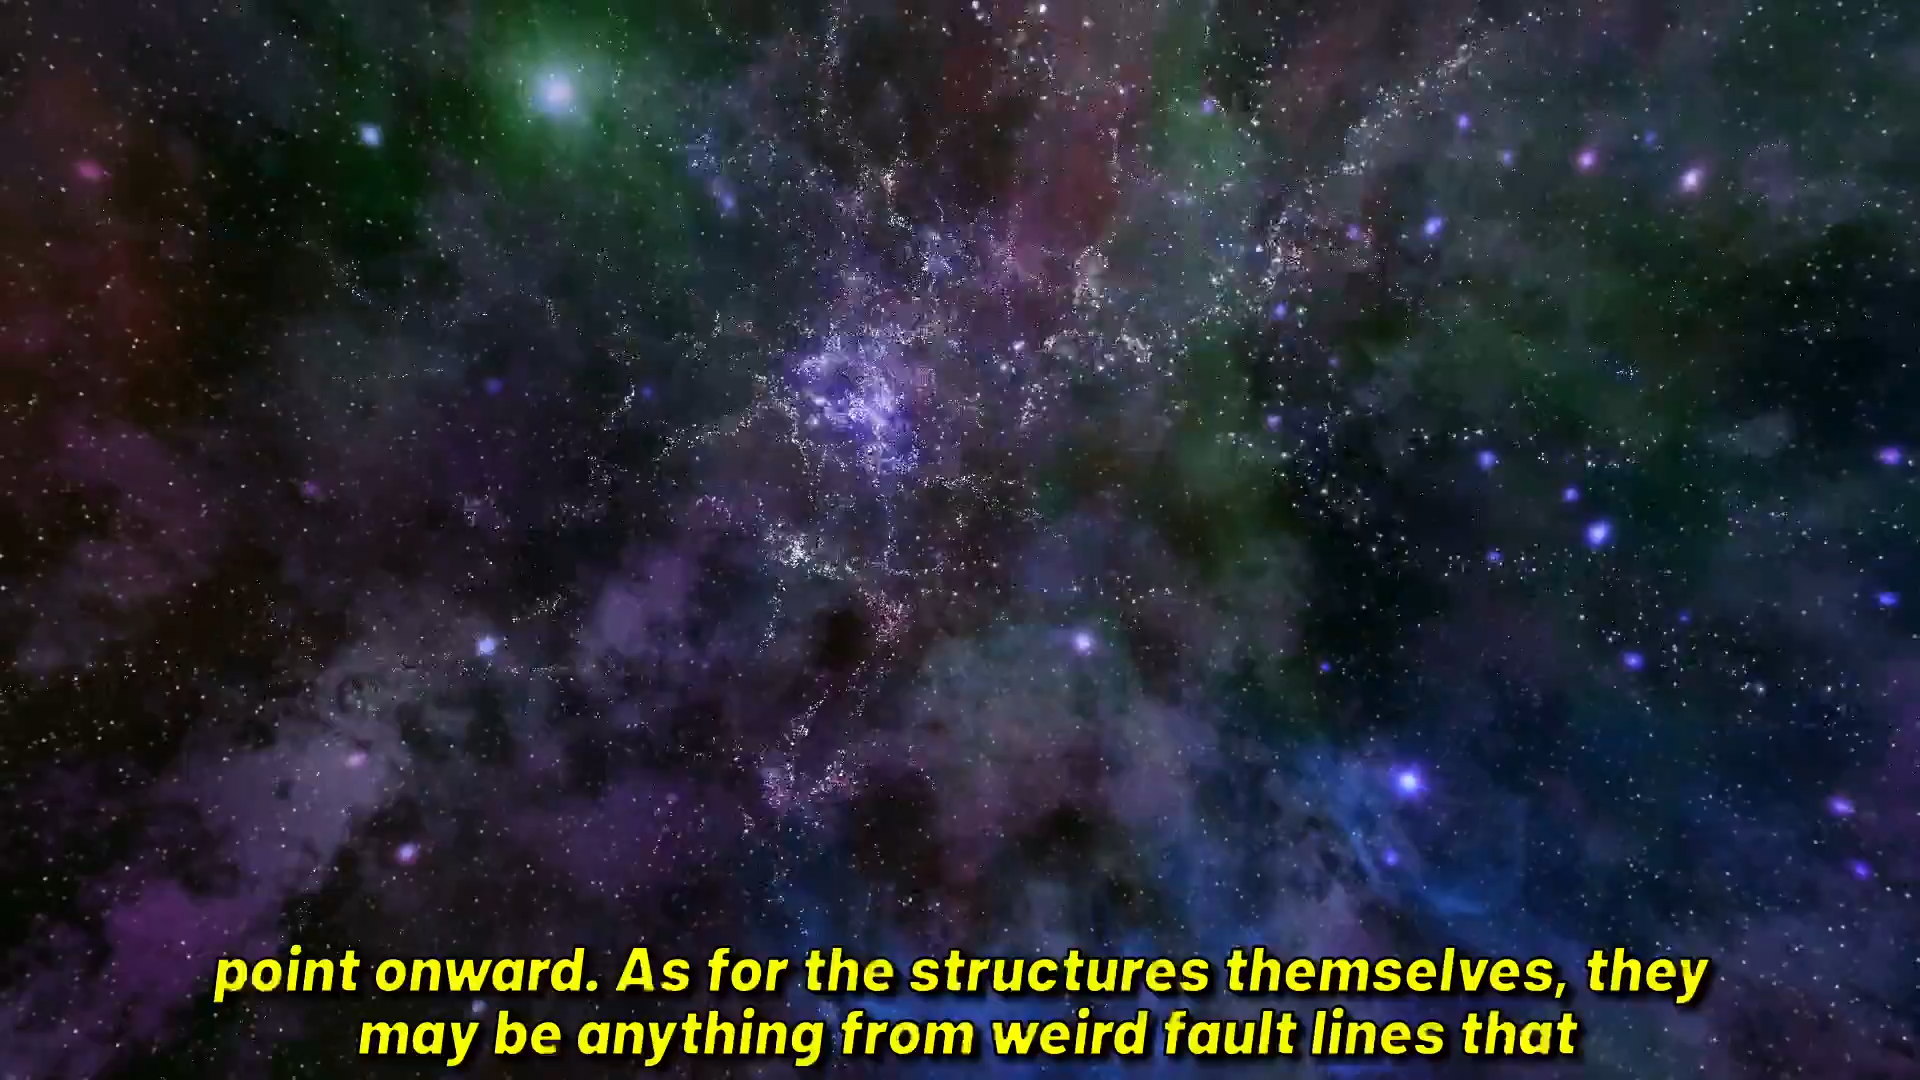 point onward. As for the structures themselves, they
may be anything from weird fault lines that